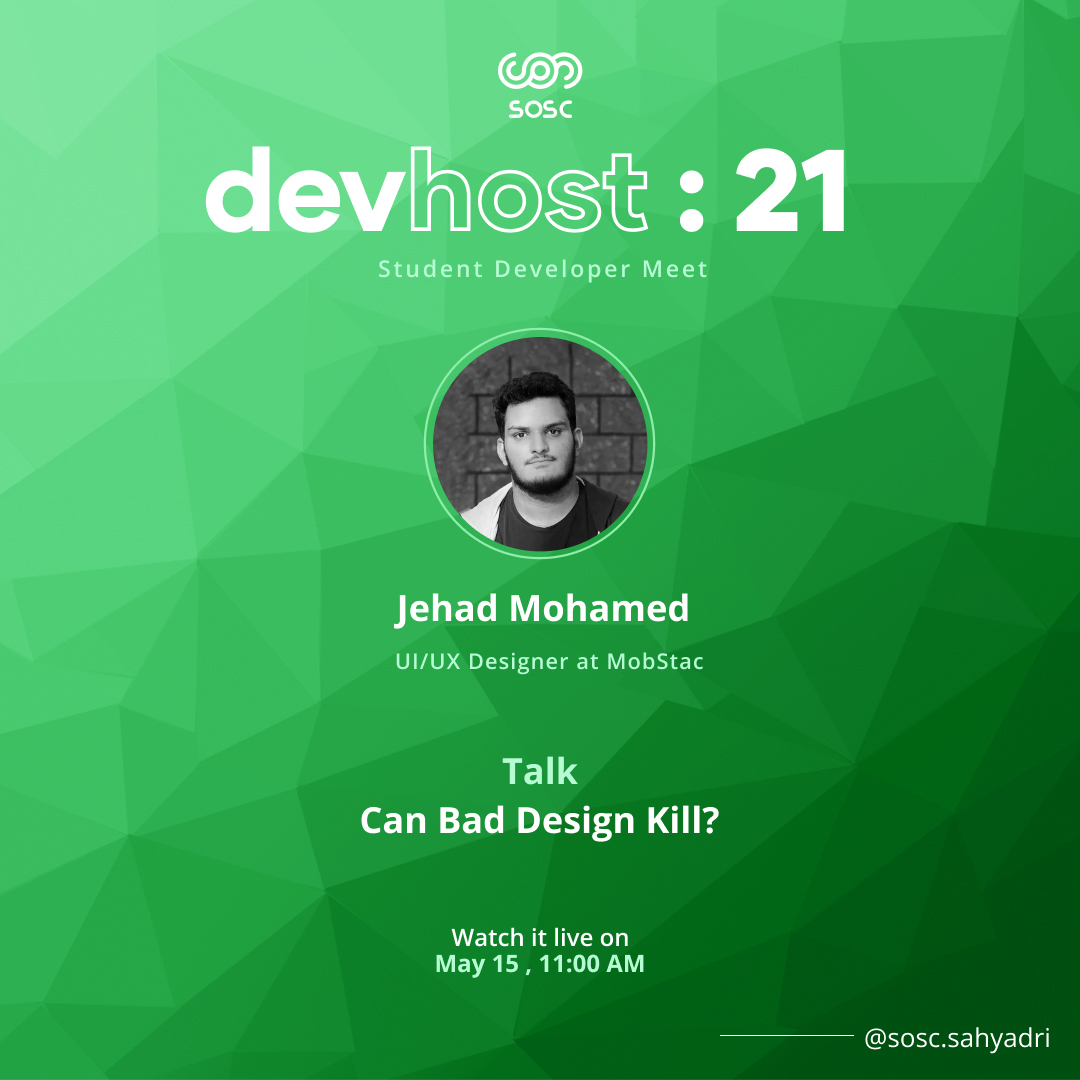 SOSC
devhost : 21
Student Developer Meet
Jehad Mohamed
UI/UX Designer at MobStac
Talk
Can Bad Design Kill?
Watch it live on
May 15 , 11:00 AM
@sosc.sahyadri